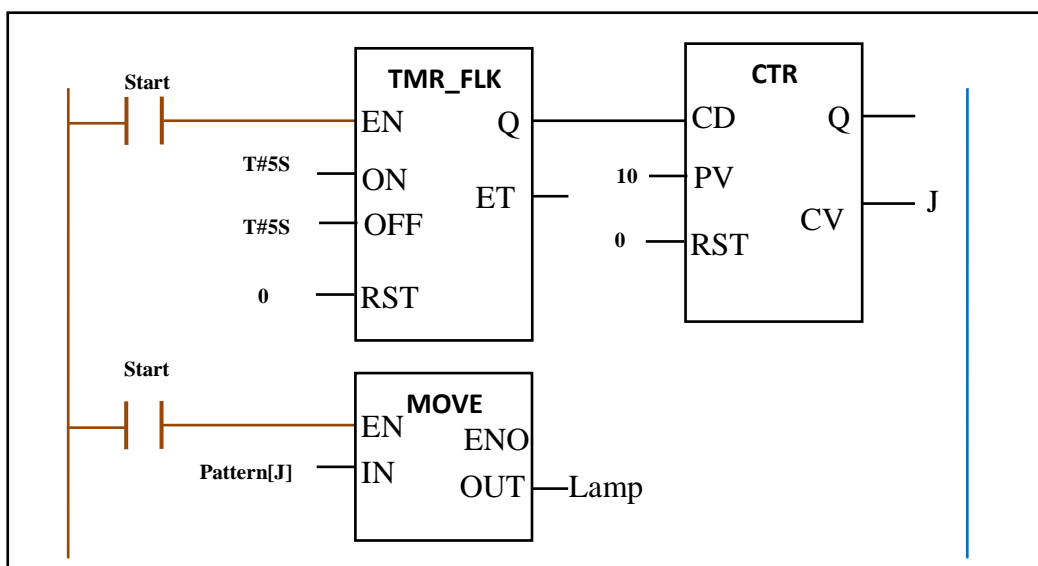 Start
TMR_FLK
EN
Q
T#5S
ON
ET
T#5S
OFF
0
RST
CTR
CD
Q
10
PV
CV
J
0
RST
Start
MOVE
EN
ENO
Pattern[J]
IN
OUT
Lamp